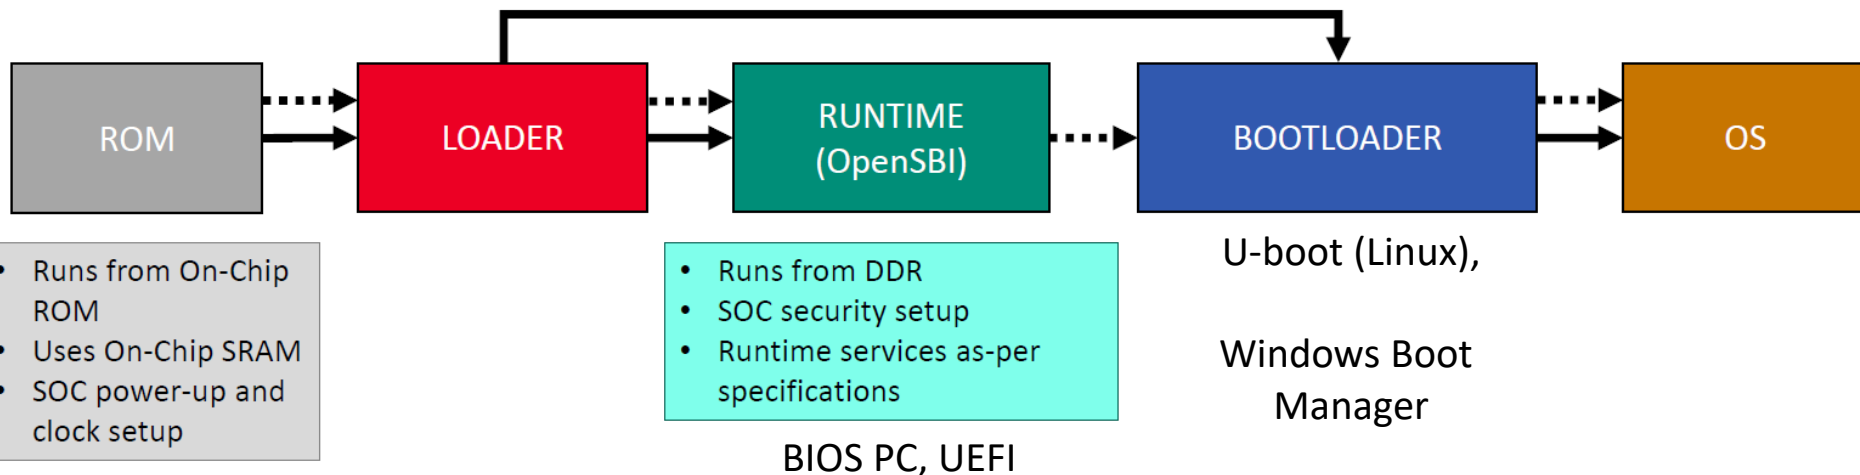 ROM
LOADER
RUNTIME
(OpenSBI)
BOOTLOADER
OS
• Runs from On-Chip
ROM
• Uses On-Chip SRAM
• SOC power-up and
clock setup
• Runs from DDR
• SOC security setup
• Runtime services as-per
specifications
BIOS PC, UEFI
U-boot (Linux),
Windows Boot
Manager